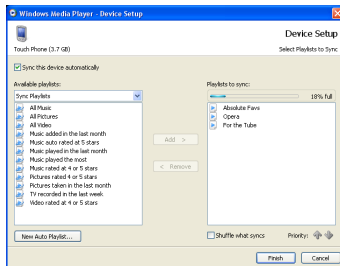 Windows Media Player - Device Setup
Device Setup
Touch Phone (3.7 GB)
Select Playlists to Sync
Sync this device automatically
Available playlists:
Playlists to sync:
Sync Playlists
18% full
All Music
All Pictures
All Video
Music added in the last month
Music auto rated at 5 stars
Music played in the last month
Music played the most
Music rated at 4 or 5 stars
Pictures rated 4 or 5 stars
Pictures taken in the last month
TV recorded in the last week
Video rated at 4 or 5 stars
Add >
< Remove
Absolute Favs
Opera
For the Tube
New Auto Playlist...
Shuffle what syncs
Priority:
Finish
Cancel